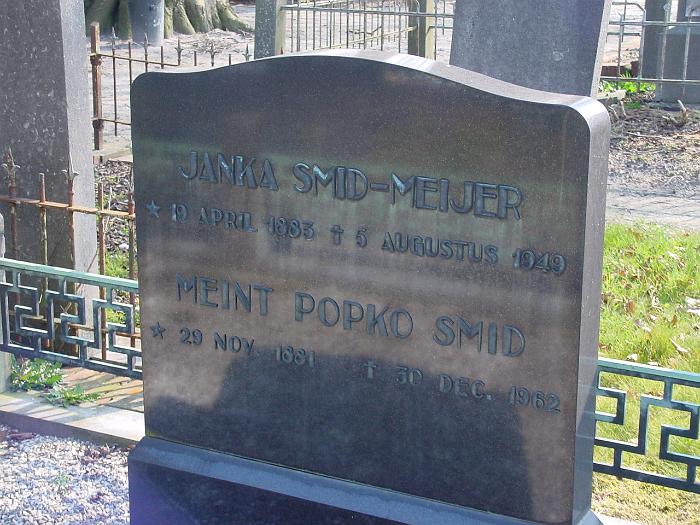 JANKA SMID-MEIJER
* 19 APRIL 1883 † 5 AUGUSTUS 1949
MEINT POPKO SMID
* 29 NOV. 1881 † 30 DEC. 1962